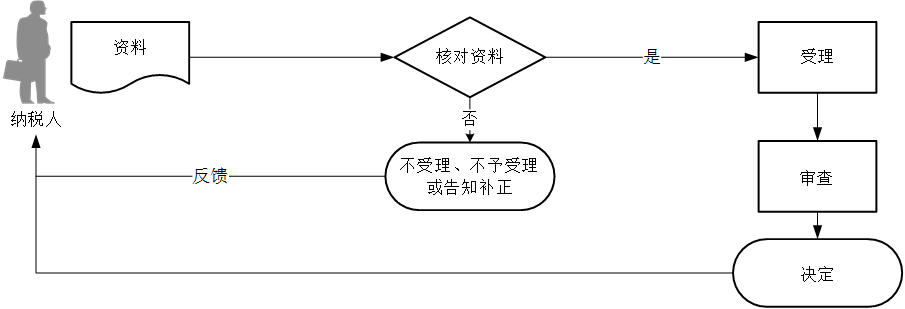 资料
核对资料
是
受理
纳税人
否
不受理、不予受理
或告知补正
反馈
审查
决定